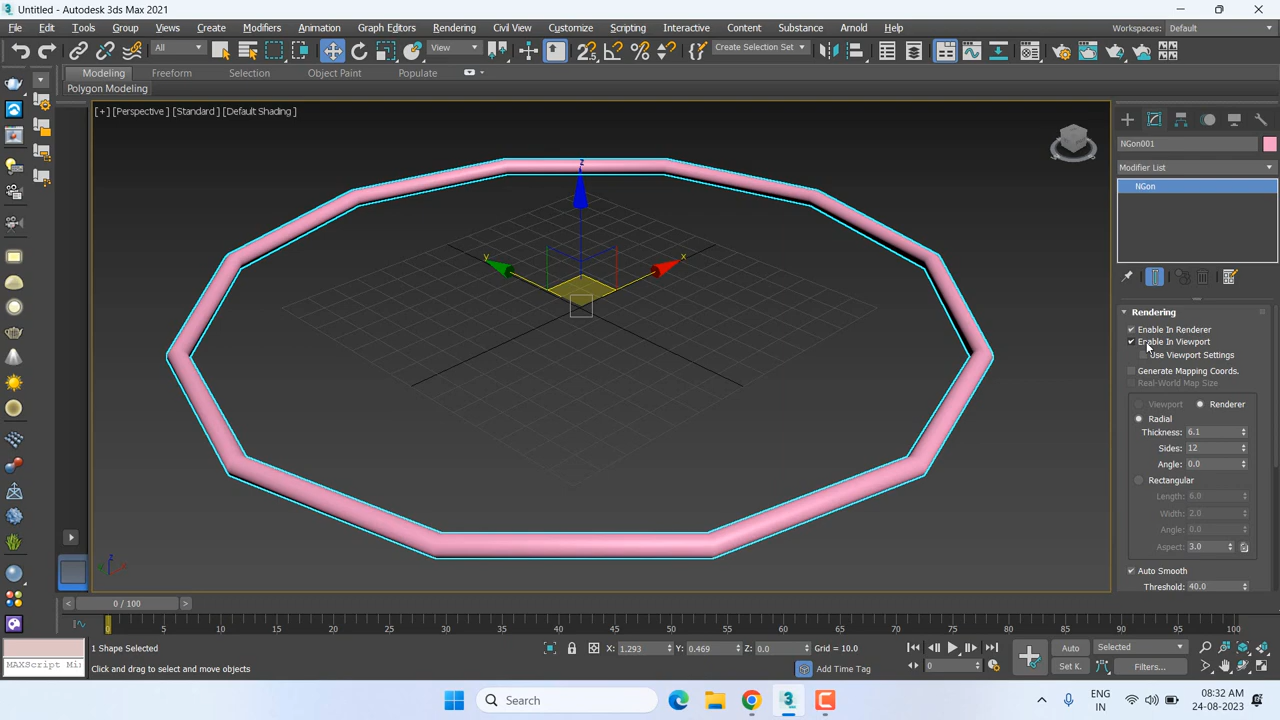 Untitled - Autodesk 3ds Max 2021
File Edit Tools Group Views Create Modifiers Animation Graph Editors Rendering Civil View Customize Scripting Interactive Content Substance Arnold Help Workspaces: Default
All View Create Selection Set
Modeling Freeform Selection Object Paint Populate
Polygon Modeling
[+] [Perspective ] [Standard ] [Default Shading ]
NGon001
Modifier List
NGon
z
y
x
Rendering
Enable In Renderer
Enable In Viewport
Use Viewport Settings
Generate Mapping Coords.
Real-World Map Size
Viewport Renderer
Radial
Thickness: 6.1
Sides: 12
Angle: 0.0
Rectangular
Length: 6.0
Width: 2.0
Angle: 0.0
Aspect: 3.0
Auto Smooth
Threshold: 40.0
z
< 0 / 100 >
0 5 10 15 20 25 30 35 40 45 50 55 60 65 70 75 80 85 90 95 100
1 Shape Selected X: 1.293 Y: 0.469 Z: 0.0 Grid = 10.0 Auto Selected
MAXScript Mi: Click and drag to select and move objects Add Time Tag 0 Set K. Filters...
Search
ENG
IN
08:32 AM
24-08-2023